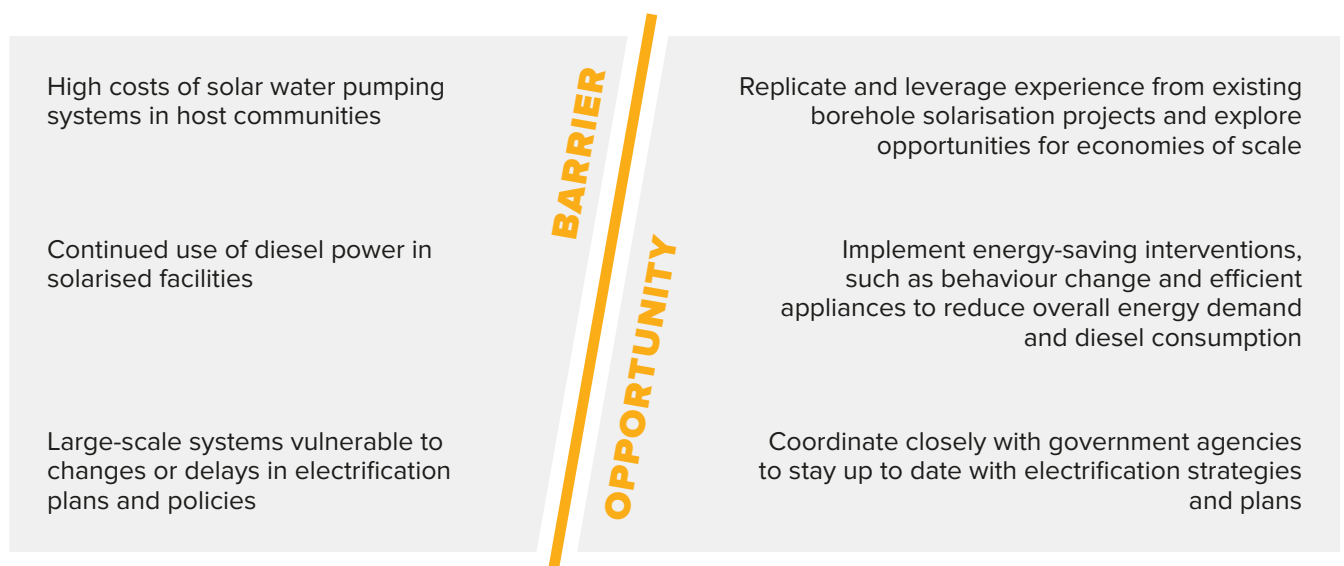 BARRIER
OPPORTUNITY
High costs of solar water pumping
systems in host communities
Replicate and leverage experience from existing
borehole solarisation projects and explore
opportunities for economies of scale
Continued use of diesel power in
solarised facilities
Implement energy-saving interventions,
such as behaviour change and efficient
appliances to reduce overall energy demand
and diesel consumption
Large-scale systems vulnerable to
changes or delays in electrification
plans and policies
Coordinate closely with government agencies
to stay up to date with electrification strategies
and plans